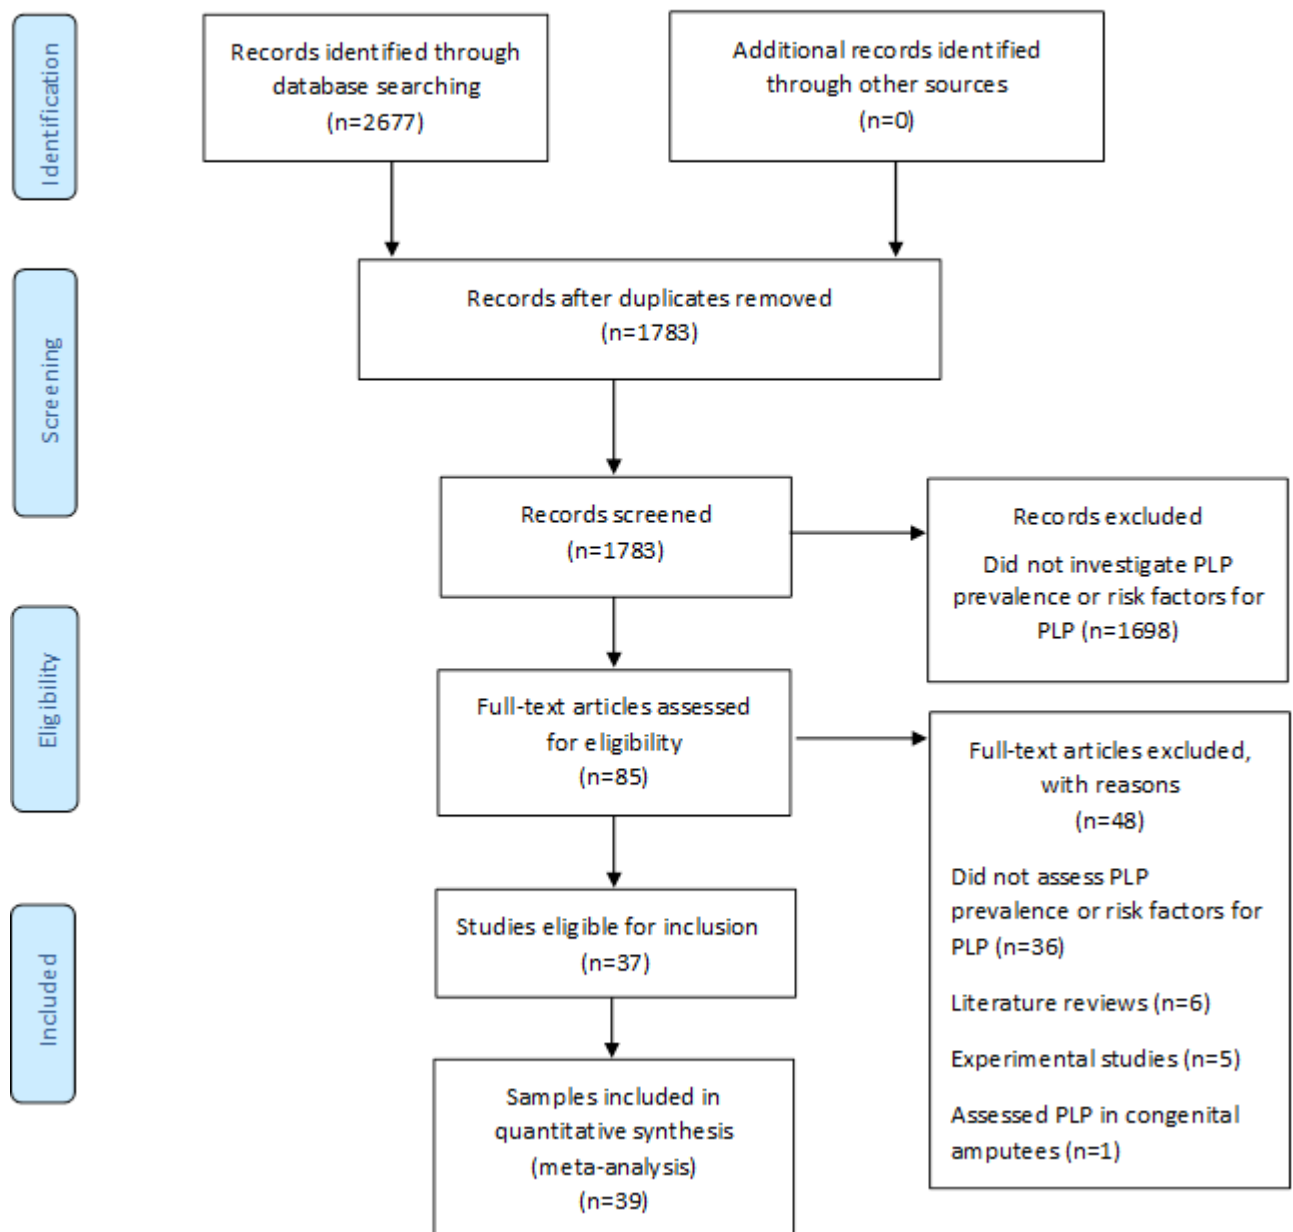 Identification
Records identified through
database searching
(n=2677)
Additional records identified
through other sources
(n=0)
Screening
Records after duplicates removed
(n=1783)
Records screened
(n=1783)
Records excluded
Did not investigate PLP
prevalence or risk factors for
PLP (n=1698)
Eligibility
Full-text articles assessed
for eligibility
(n=85)
Full-text articles excluded,
with reasons
(n=48)
Did not assess PLP
prevalence or risk factors for
PLP (n=36)
Literature reviews (n=6)
Experimental studies (n=5)
Assessed PLP in congenital
amputees (n=1)
Included
Studies eligible for inclusion
(n=37)
Samples included in
quantitative synthesis
(meta-analysis)
(n=39)